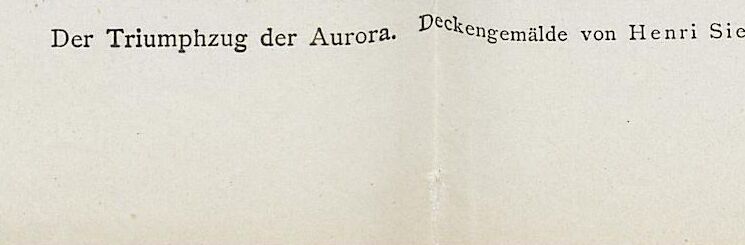 Der Triumphzug der Aurora. Deckengemälde von Henri Sie